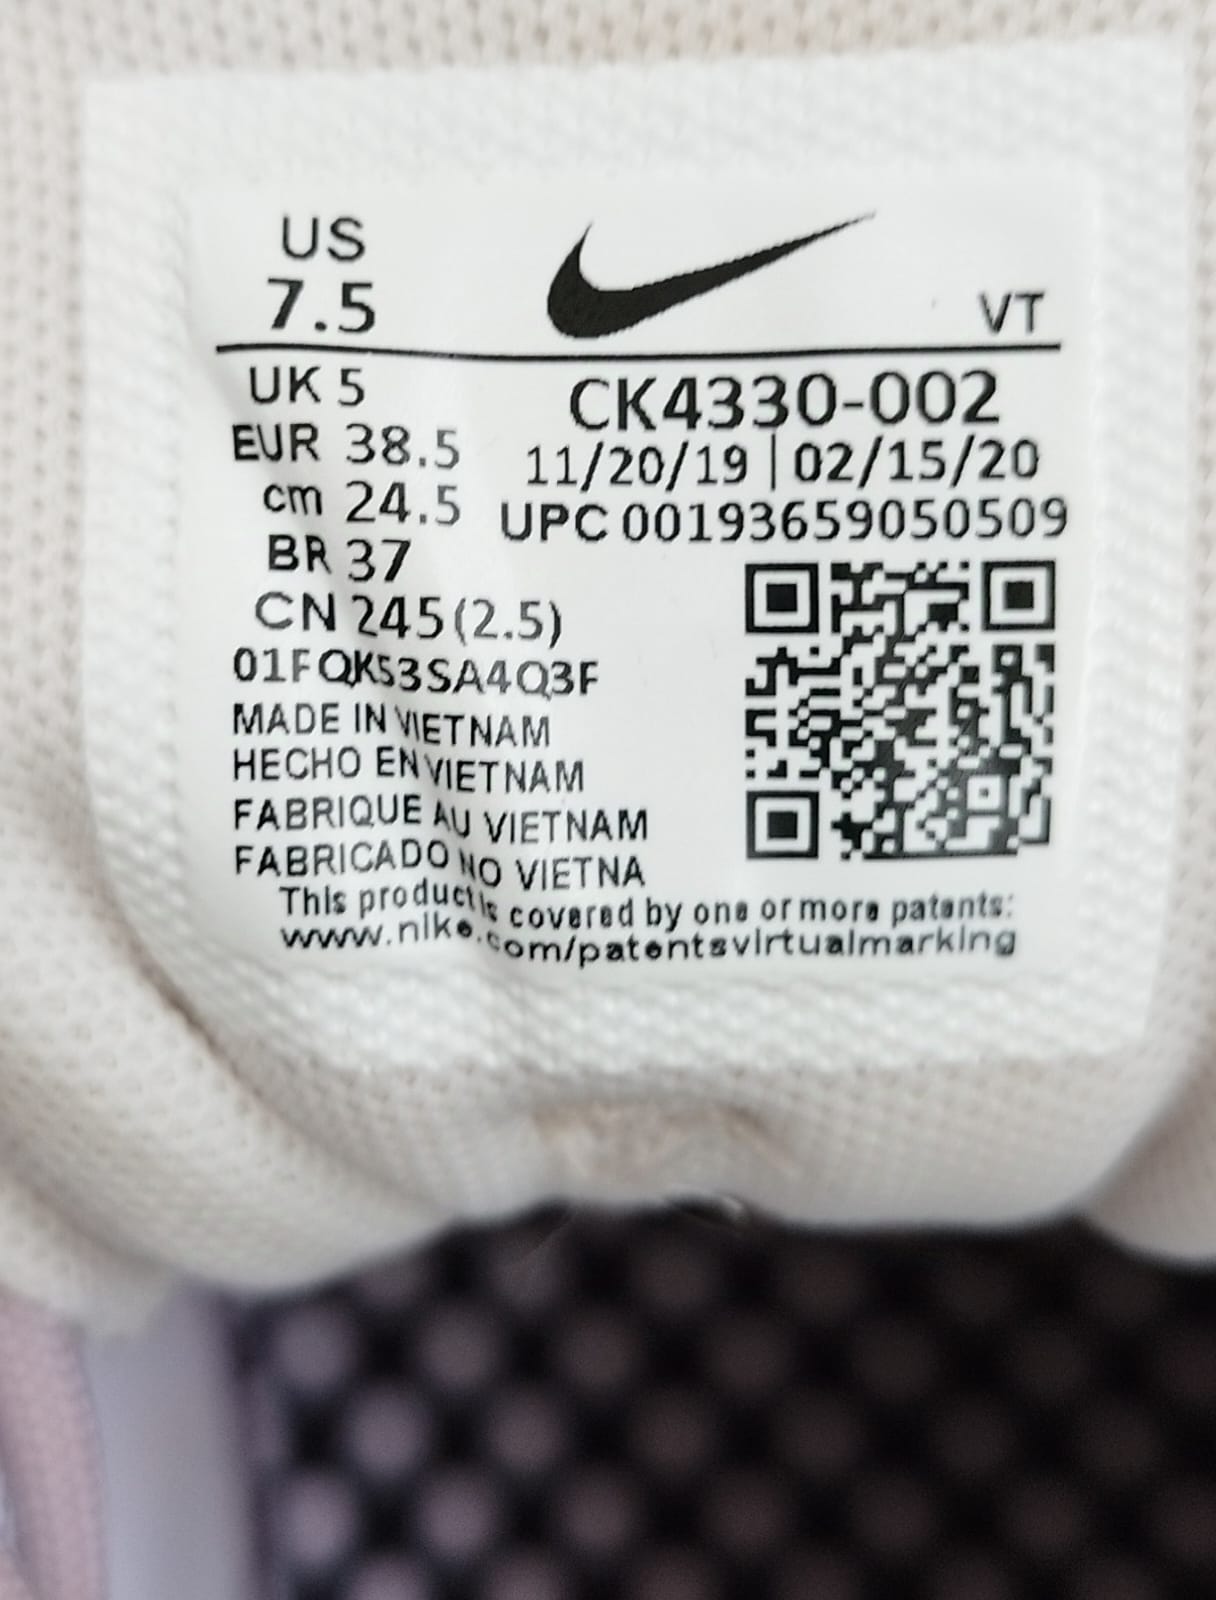 US
7.5
VT
UK 5
EUR 38.5
cm 24.5
BR 37
CN 245(2.5)
CK4330-002
11/20/19 | 02/15/20
UPC 00193659050509
01FQK53SA4Q3F
MADE IN VIETNAM
HECHO EN VIETNAM
FABRIQUE AU VIETNAM
FABRICADO NO VIETNA
This product is covered by one or more patents:
www.nike.com/patentsvirtualmarking